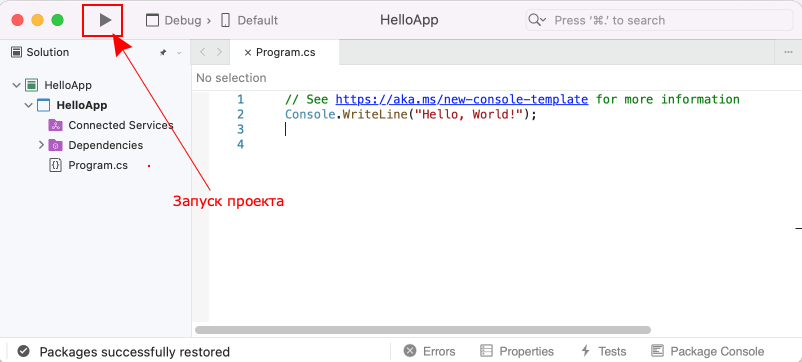 Debug › Default
HelloApp
Press ‘⌘.’ to search
Solution
Program.cs
No selection
HelloApp
HelloApp
Connected Services
Dependencies
{} Program.cs
1 // See https://aka.ms/new-console-template for more information
2 Console.WriteLine("Hello, World!");
3
4
Запуск проекта
Packages successfully restored
Errors
Properties
Tests
Package Console